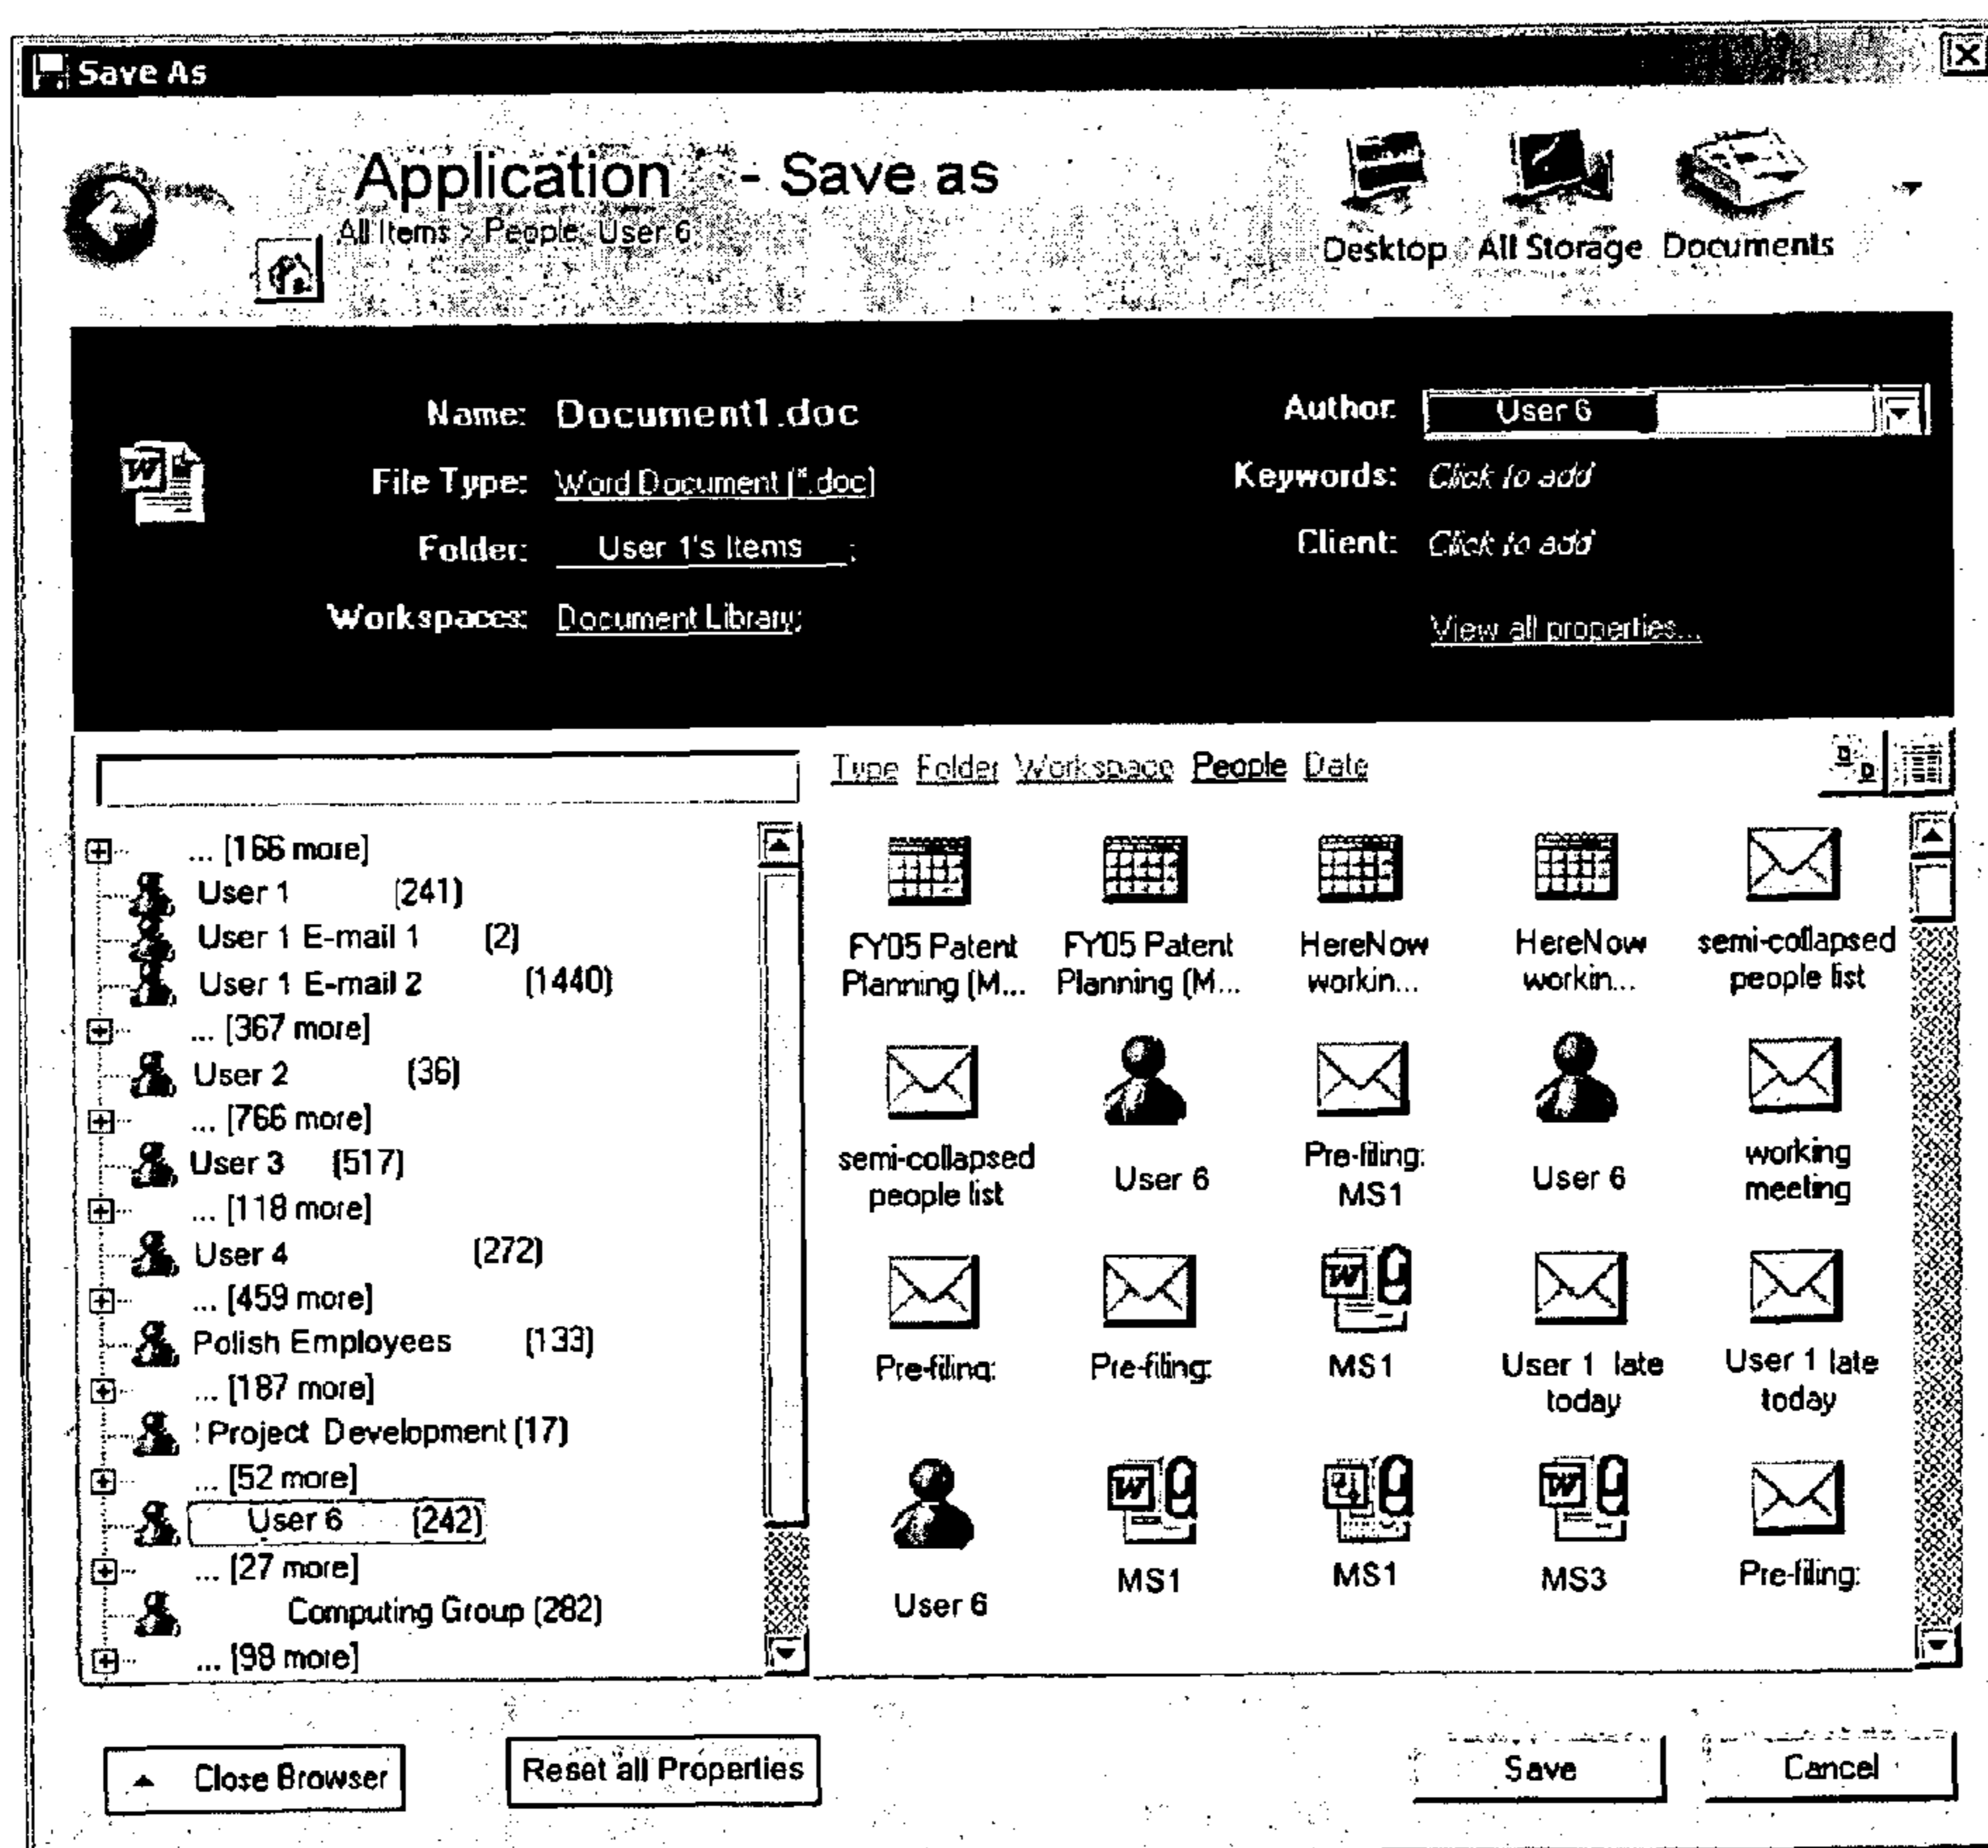 Save As
Application - Save as
All Items > People: User 6
Desktop All Storage Documents
Name: Document1.doc
File Type: Word Document (*.doc)
Folder: User 1's Items ;
Workspaces: Document Library;
Author: User 6
Keywords: Click to add
Client: Click to add
View all properties...
Type Folder Workspace People Date
... [166 more]
User 1 (241)
User 1 E-mail 1 (2)
User 1 E-mail 2 (1440)
... [367 more]
User 2 (36)
... [766 more]
User 3 (517)
... [118 more]
User 4 (272)
... [459 more]
Polish Employees (133)
... [187 more]
Project Development (17)
... [52 more]
User 6 (242)
... [27 more]
Computing Group (282)
... [98 more]
FY05 Patent
Planning (M...
FY05 Patent
Planning (M...
HereNow
workin...
HereNow
workin...
semi-collapsed
people list
semi-collapsed
people list
User 6
Pre-filing:
MS1
User 6
working
meeting
Pre-filing:
Pre-filing:
MS1
User 1 late
today
User 1 late
today
User 6
MS1
MS1
MS3
Pre-filing:
Close Browser
Reset all Properties
Save
Cancel